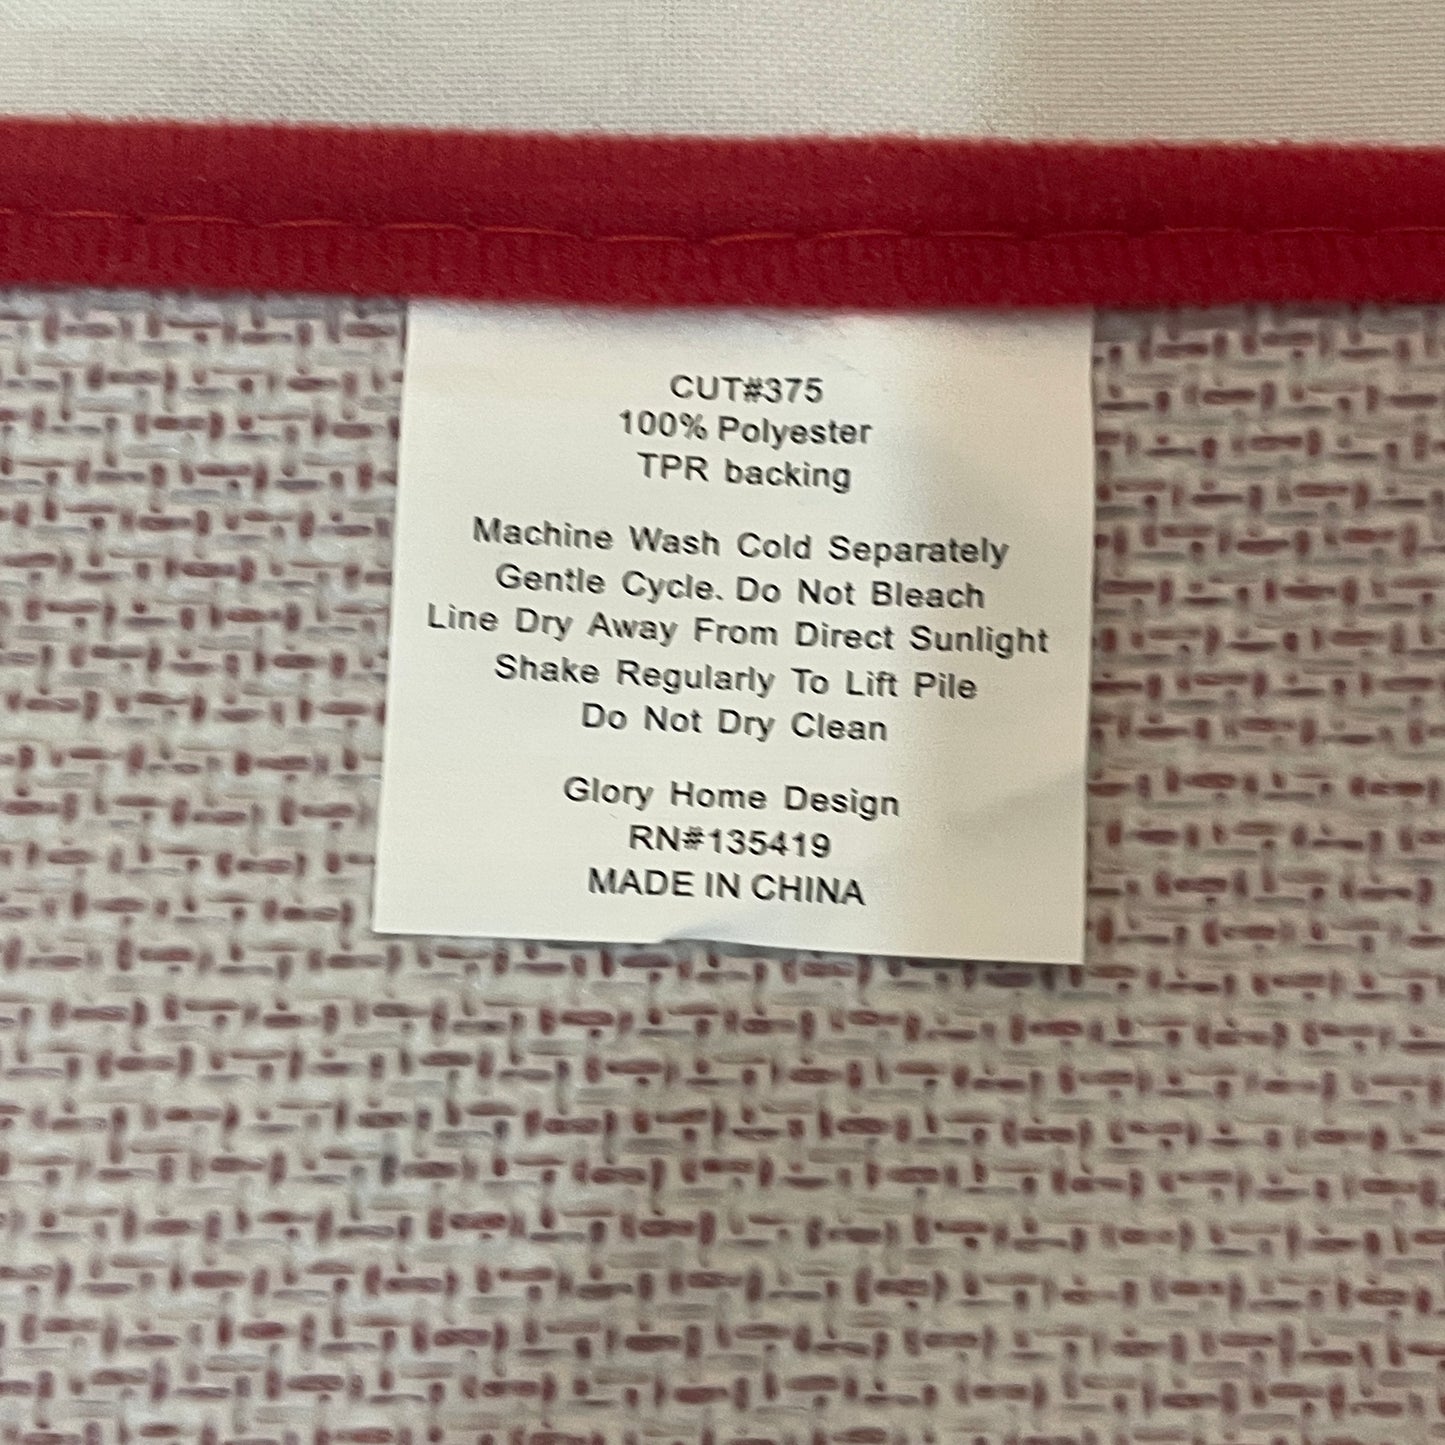 CUT#375
100% Polyester
TPR backing
Machine Wash Cold Separately
Gentle Cycle. Do Not Bleach
Line Dry Away From Direct Sunlight
Shake Regularly To Lift Pile
Do Not Dry Clean
Glory Home Design
RN#135419
MADE IN CHINA